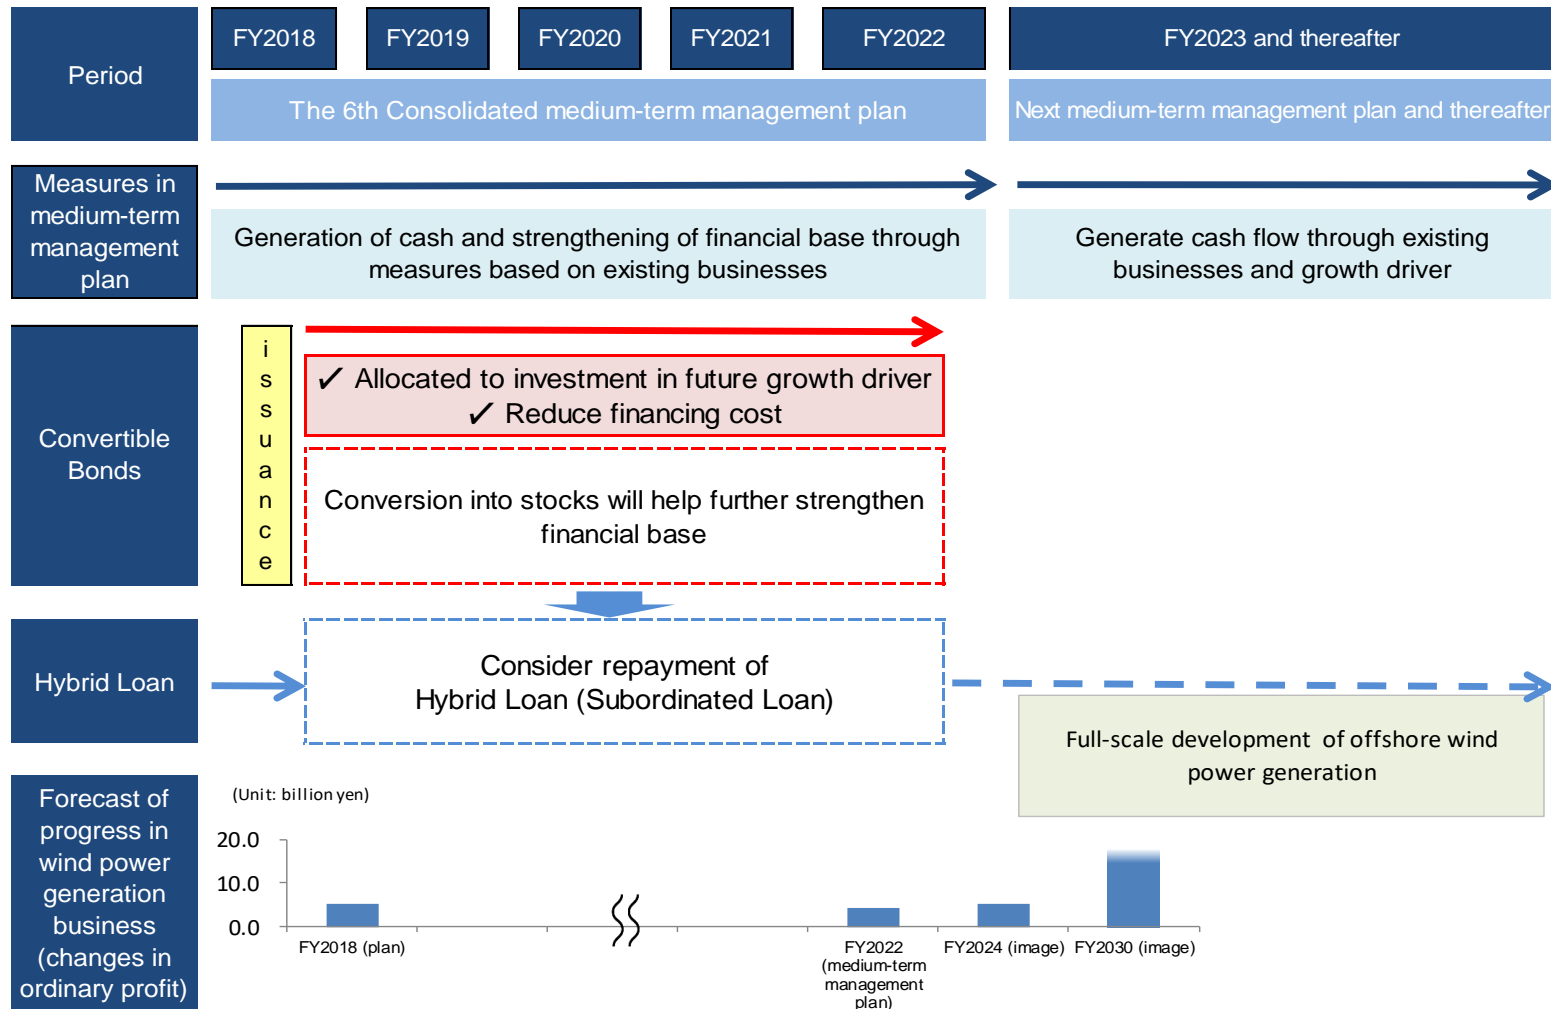 Period
FY2018
FY2019
FY2020
FY2021
FY2022
FY2023 and thereafter
The 6th Consolidated medium-term management plan
Next medium-term management plan and thereafter
Measures in
medium-term
management
plan
Generation of cash and strengthening of financial base through
measures based on existing businesses
Generate cash flow through existing
businesses and growth driver
Convertible
Bonds
i
s
s
u
a
n
c
e
✓ Allocated to investment in future growth driver
✓ Reduce financing cost
Conversion into stocks will help further strengthen
financial base
Hybrid Loan
Consider repayment of
Hybrid Loan (Subordinated Loan)
Full-scale development of offshore wind
power generation
Forecast of
progress in
wind power
generation
business
(changes in
ordinary profit)
(Unit: billion yen)
20.0
10.0
0.0
FY2018 (plan)
FY2022
(medium-term
management
plan)
FY2024 (image)
FY2030 (image)